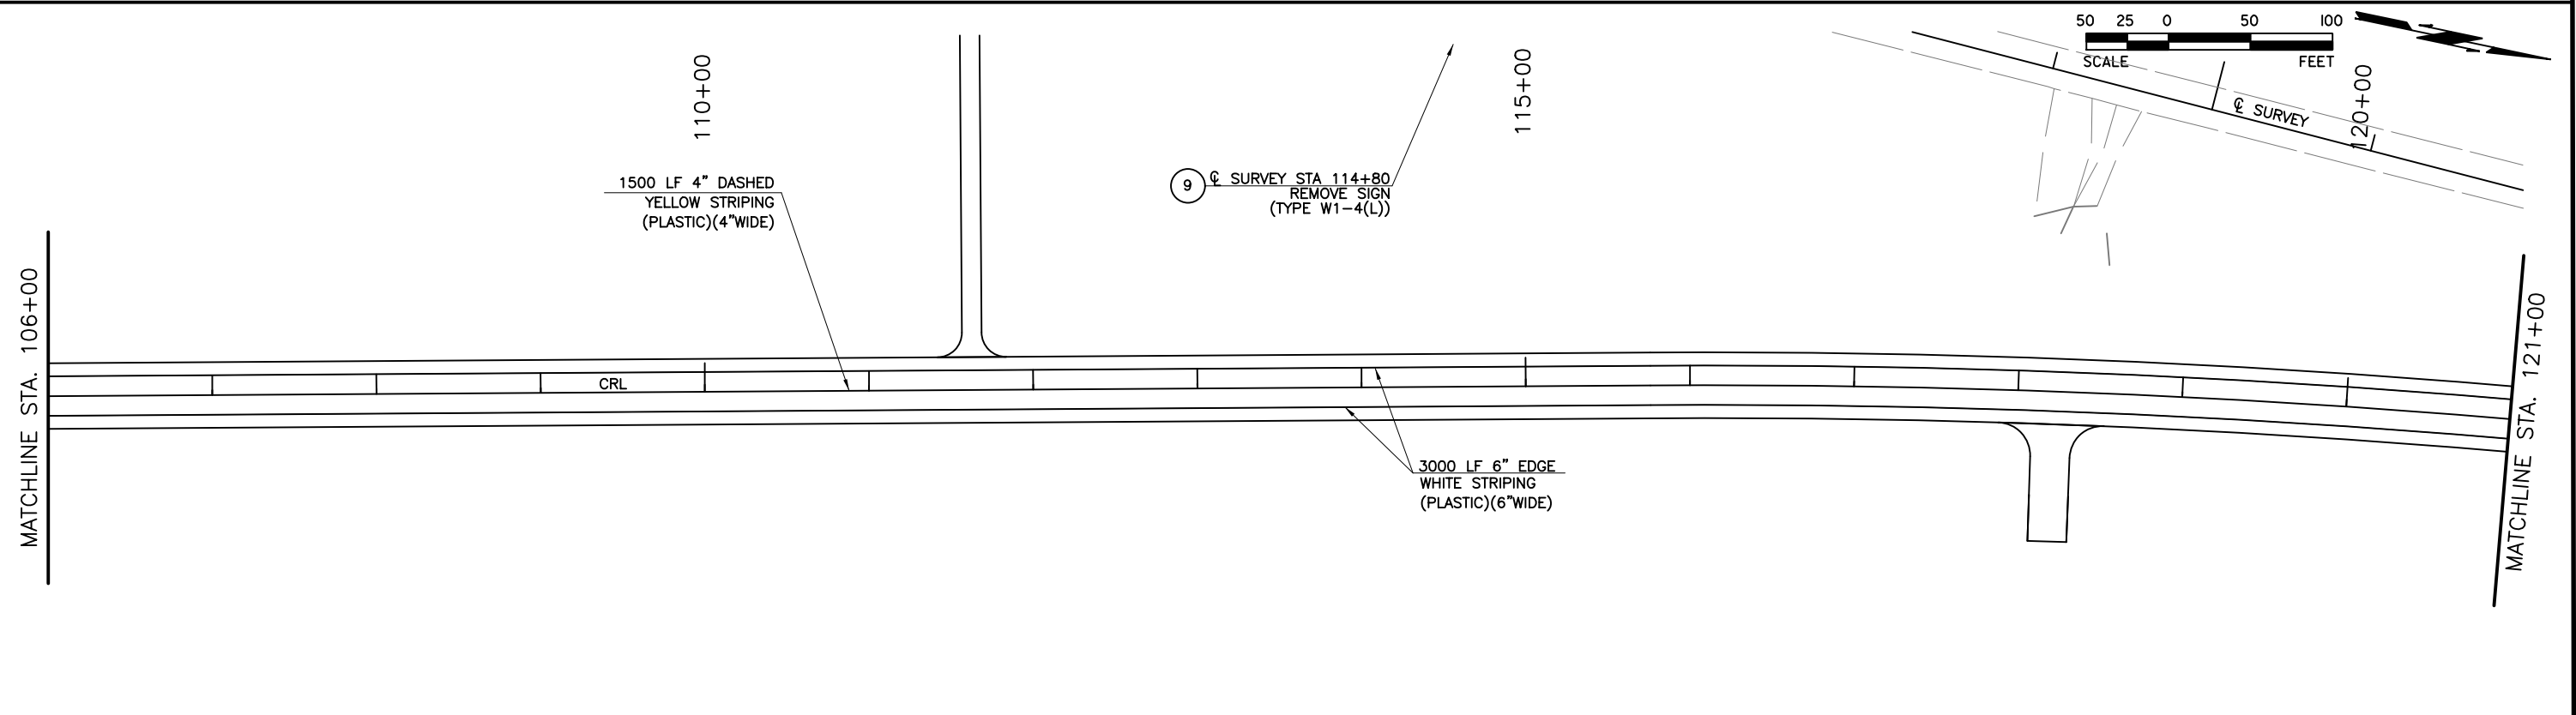 50 25 0 50 100
SCALE FEET
110+00
115+00
120+00
℄ SURVEY
1500 LF 4" DASHED
YELLOW STRIPING
(PLASTIC)(4"WIDE)
9
℄ SURVEY STA 114+80
REMOVE SIGN
(TYPE W1-4(L))
MATCHLINE STA. 106+00
CRL
MATCHLINE STA. 121+00
3000 LF 6" EDGE
WHITE STRIPING
(PLASTIC)(6"WIDE)